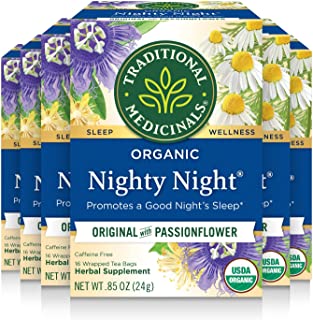 TRADITIONAL
MEDICINALS®
SLEEP
WELLNESS
ORGANIC
Nighty Night®
Promotes a Good Night's Sleep*
ORIGINAL with PASSIONFLOWER
Caffeine Free
16 Wrapped Tea Bags
Herbal Supplement
NET WT .85 OZ (24g)
USDA
ORGANIC